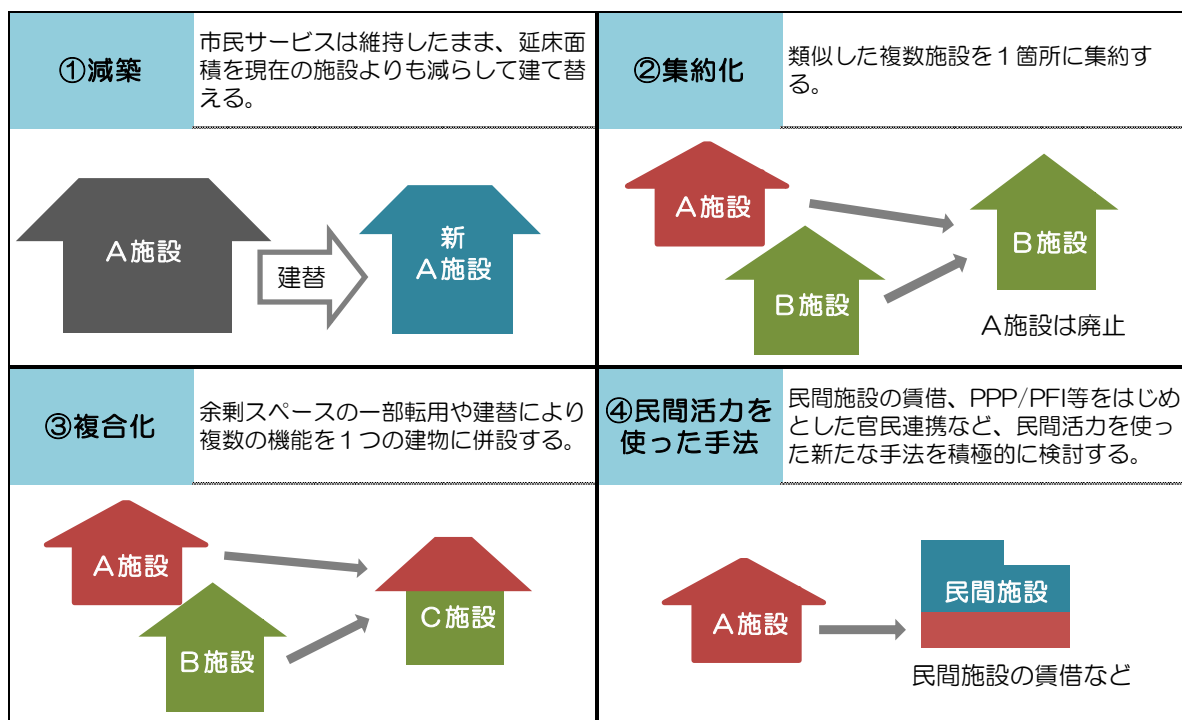 ①減築
市民サービスは維持したまま、延床面
積を現在の施設よりも減らして建て替
える。
A施設
建替
新
A施設
②集約化
類似した複数施設を１箇所に集約す
る。
A施設
B施設
B施設
A施設は廃止
③複合化
余剰スペースの一部転用や建替により
複数の機能を１つの建物に併設する。
A施設
B施設
C施設
④民間活力を
使った手法
民間施設の賃借、PPP/PFI等をはじめ
とした官民連携など、民間活力を使っ
た新たな手法を積極的に検討する。
A施設
民間施設
民間施設の賃借など